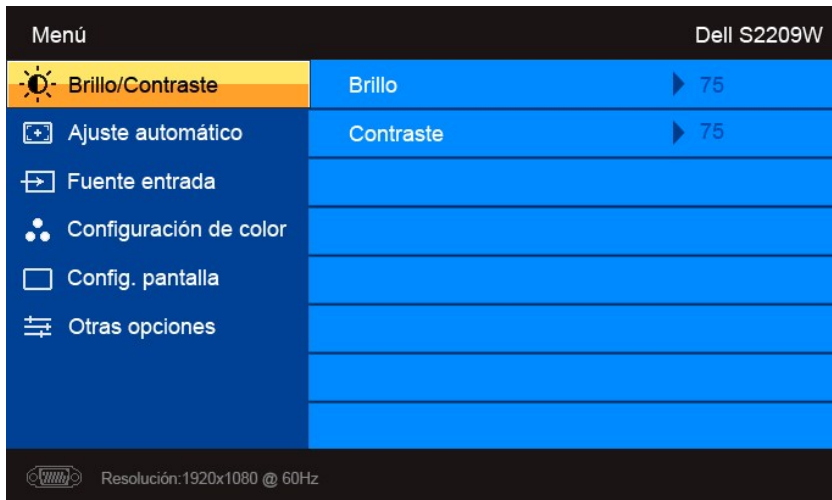 Menú Dell S2209W
Brillo/Contraste Brillo 75
Ajuste automático Contraste 75
Fuente entrada
Configuración de color
Config. pantalla
Otras opciones
Resolución:1920x1080 @ 60Hz